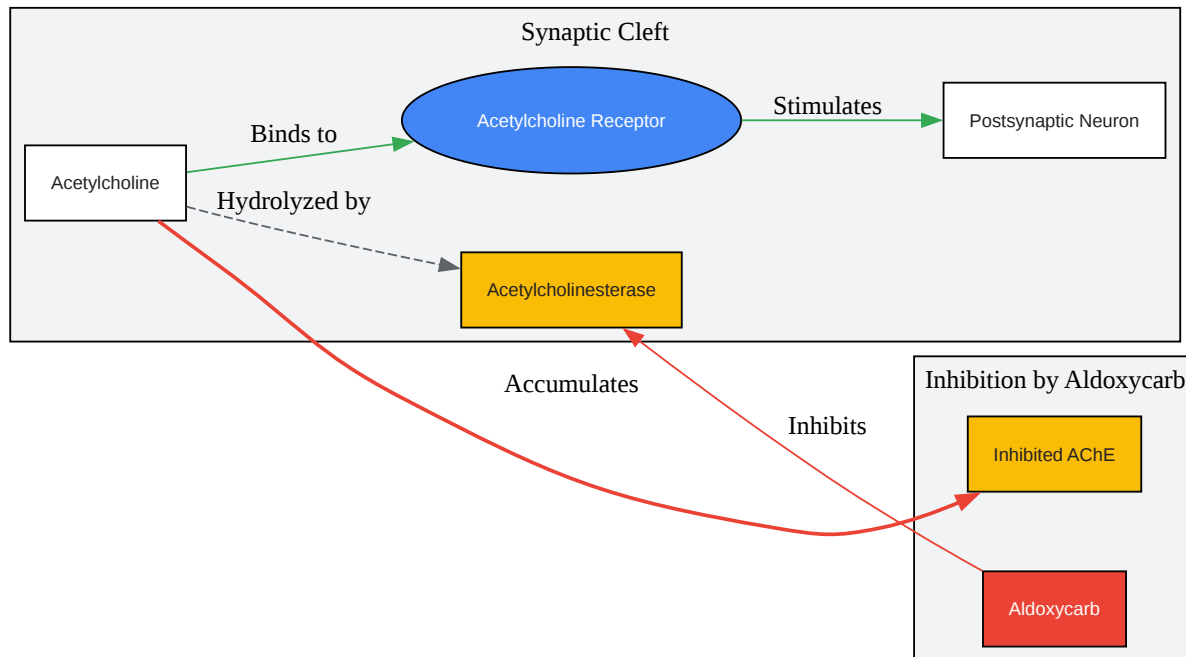 Synaptic Cleft
Acetylcholine Receptor
Stimulates
Postsynaptic Neuron
Binds to
Acetylcholine
Hydrolyzed by
Acetylcholinesterase
Accumulates
Inhibition by Aldoxycarb
Inhibits
Inhibited AChE
Aldoxycarb